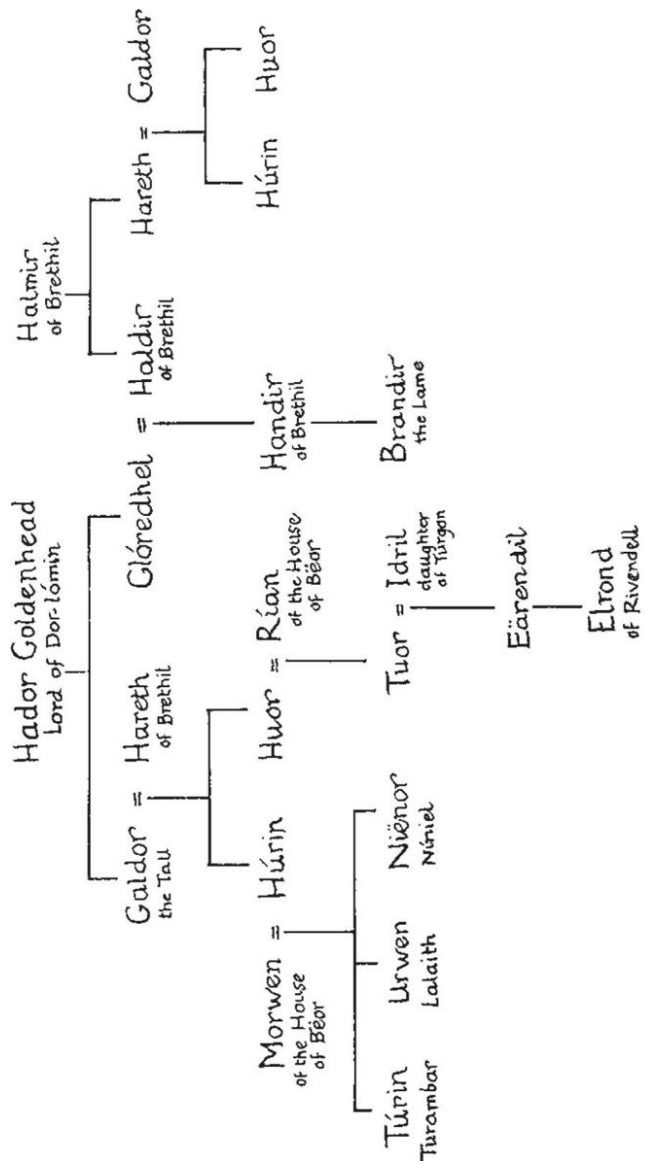 Hador Goldenhead
Lord of Dor-lómin
Halmir
of Brethil
Galdor
the Tall
=
Hareth
of Brethil
Glóredhel
=
Haldir
of Brethil
Hareth
=
Galdor
Morwen
of the House
of Bëor
=
Húrin
Huor
=
Rían
of the House
of Bëor
Handir
of Brethil
Húrin
Huor
Túrin
Turambar
Urwen
Lalaith
Niënor
Níniel
Tuor
=
Idril
daughter
of Turgon
Brandir
the Lame
Eärendil
Elrond
of Rivendell